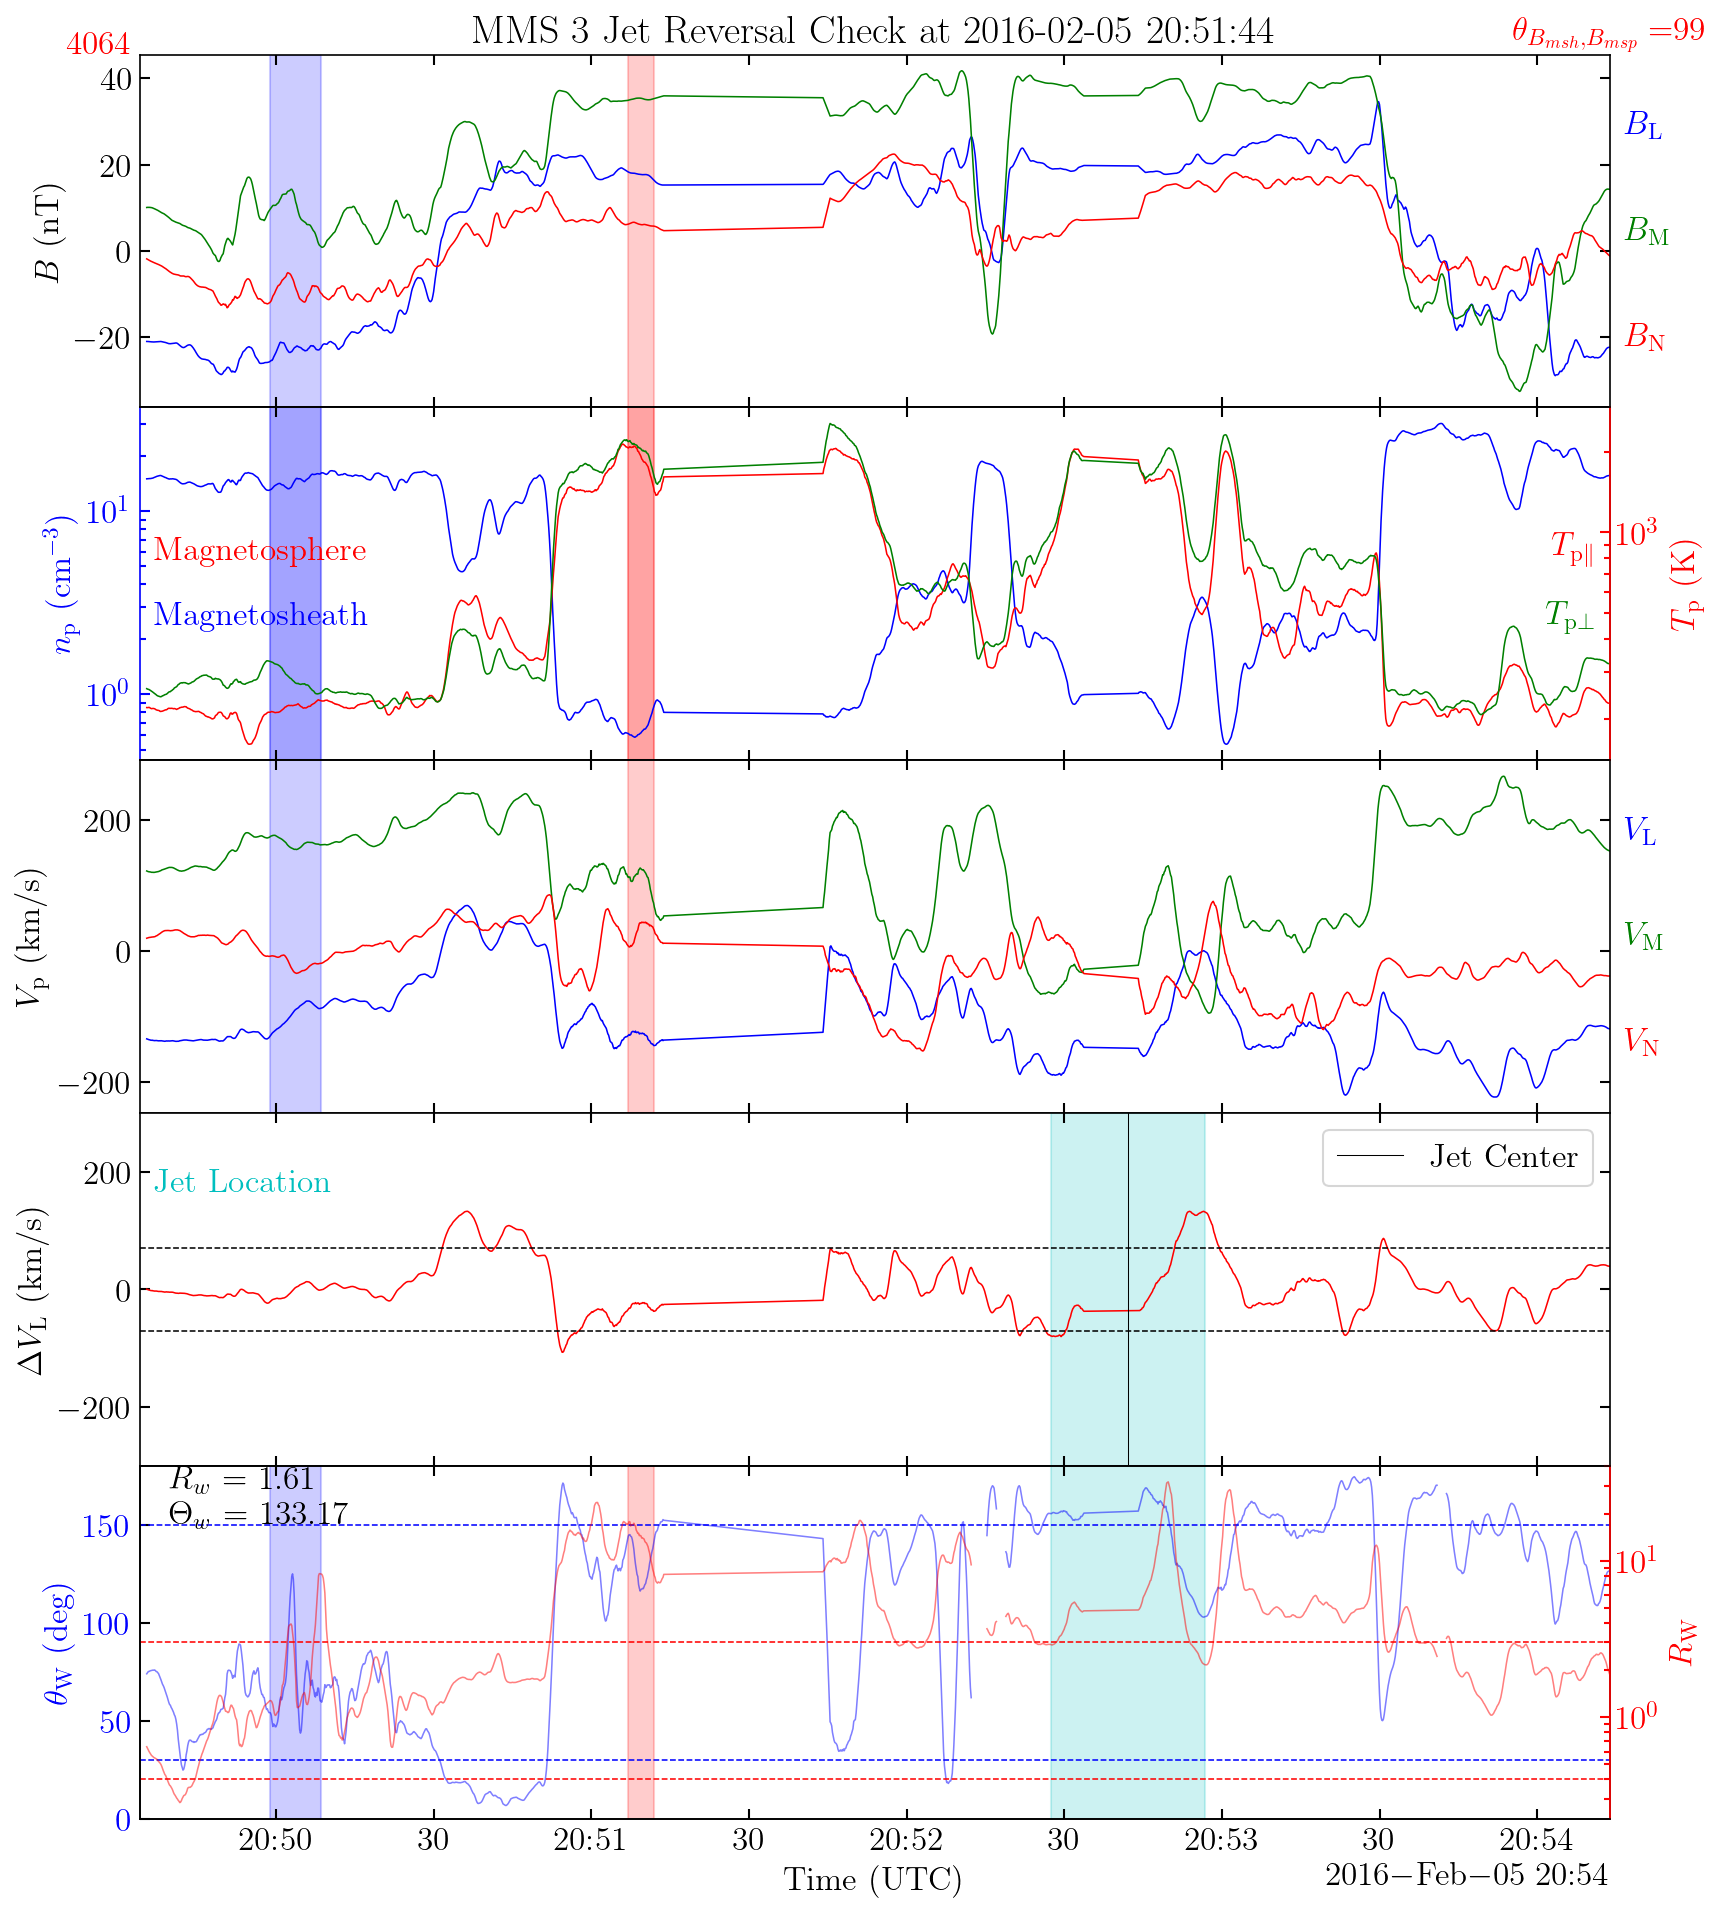 MMS 3 Jet Reversal Check at 2016-02-05 20:51:44
4064
θ_{B_{msh},B_{msp}} =99
40
20
0
−20
B (nT)
B_L
B_M
B_N
10^1
10^0
n_p (cm^{−3})
Magnetosphere
Magnetosheath
T_{p∥}
T_{p⊥}
10^3
T_p (K)
200
0
−200
V_p (km/s)
V_L
V_M
V_N
200
0
−200
ΔV_L (km/s)
Jet Location
Jet Center
R_w = 1.61
Θ_w = 133.17
150
100
50
0
θ_W (deg)
10^1
10^0
R_W
20:50 30 20:51 30 20:52 30 20:53 30 20:54
Time (UTC)
2016−Feb−05 20:54